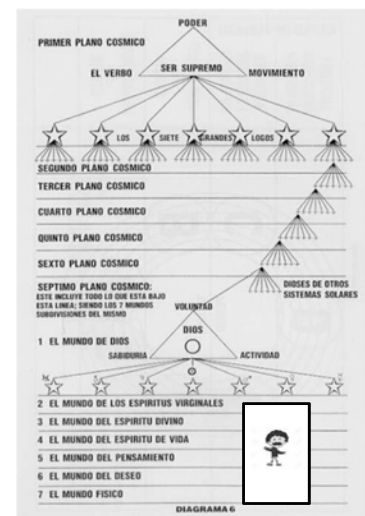 PODER
PRIMER PLANO COSMICO
SER SUPREMO
EL VERBO
MOVIMIENTO
LOS SIETE GRANDES LOGOS
SEGUNDO PLANO COSMICO
TERCER PLANO COSMICO
CUARTO PLANO COSMICO
QUINTO PLANO COSMICO
SEXTO PLANO COSMICO
SEPTIMO PLANO COSMICO:
ESTE INCLUYE TODO LO QUE ESTA BAJO
ESTA LINEA; SIENDO LOS 7 MUNDOS
SUBDIVISIONES DEL MISMO
DIOSES DE OTROS
SISTEMAS SOLARES
VOLUNTAD
DIOS
1 EL MUNDO DE DIOS
SABIDURIA
ACTIVIDAD
2 EL MUNDO DE LOS ESPIRITUS VIRGINALES
3 EL MUNDO DEL ESPIRITU DIVINO
4 EL MUNDO DEL ESPIRITU DE VIDA
5 EL MUNDO DEL PENSAMIENTO
6 EL MUNDO DEL DESEO
7 EL MUNDO FISICO
DIAGRAMA 6